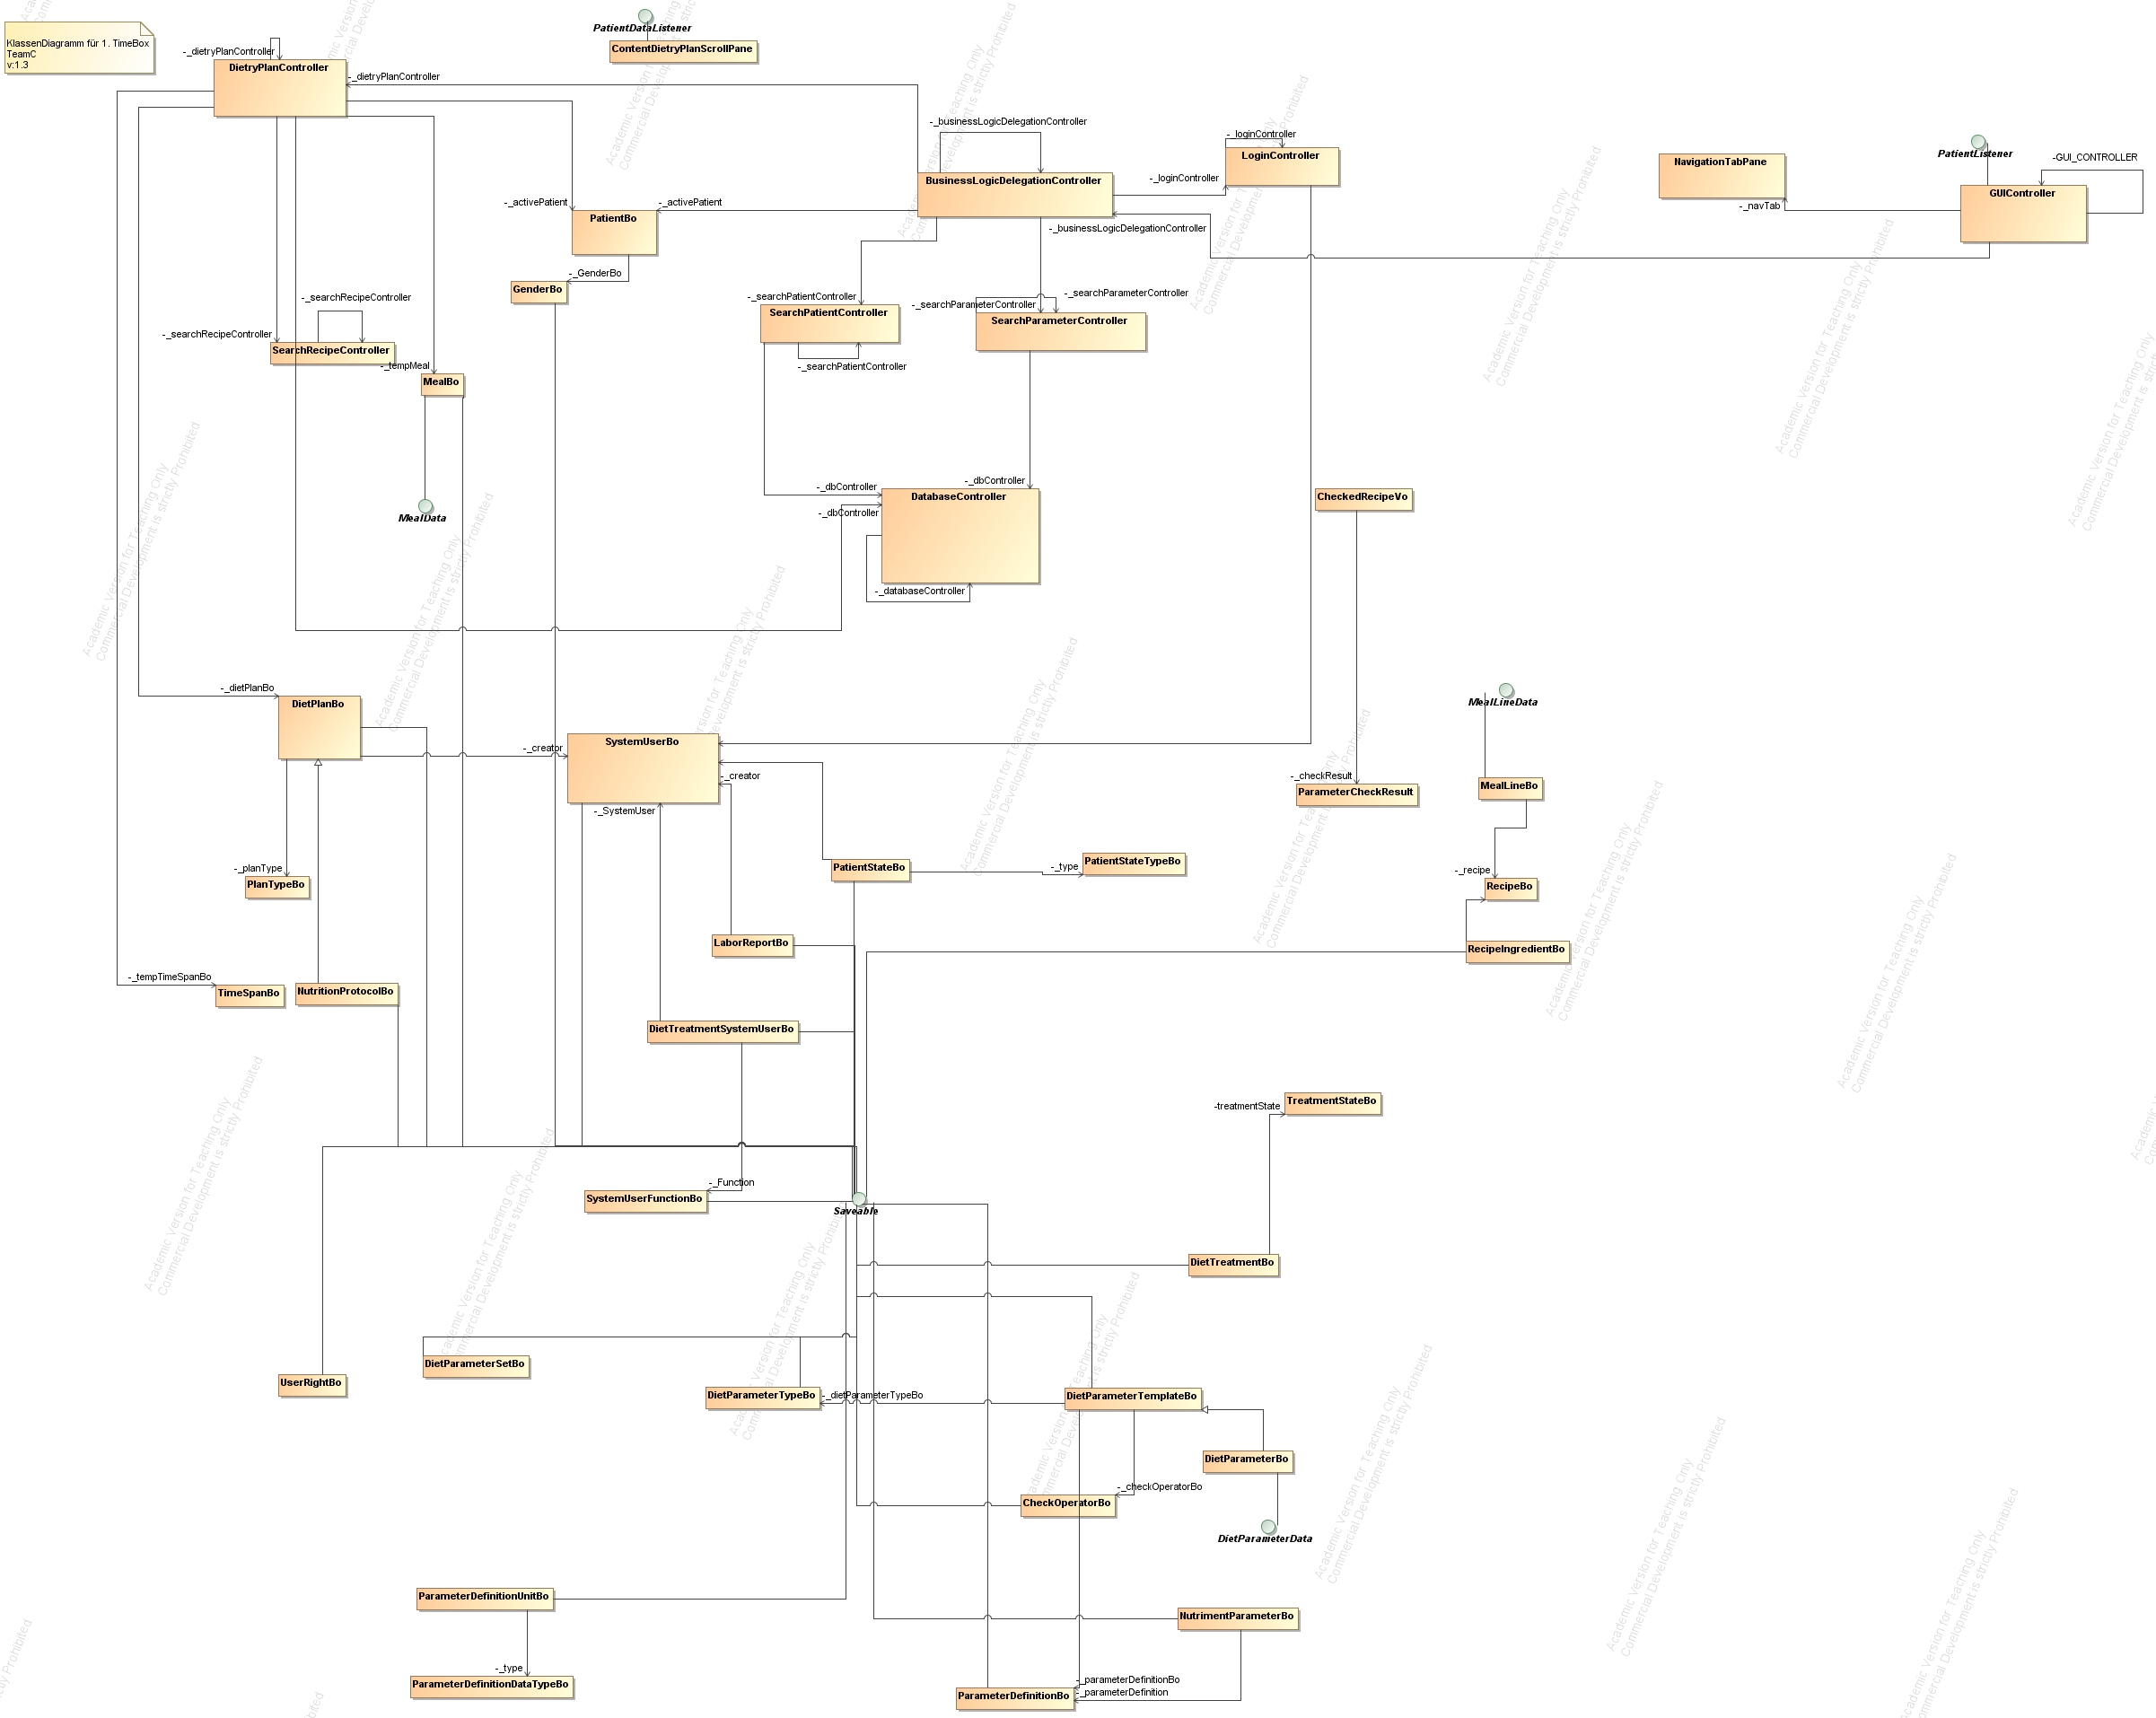 KlassenDiagramm für 1. TimeBox
TeamC
v:1.3
PatientDataListener
ContentDietryPlanScrollPane
-_dietryPlanController
DietryPlanController
-_dietryPlanController
-_businessLogicDelegationController
BusinessLogicDelegationController
-_loginController
LoginController
-_loginController
NavigationTabPane
-_navTab
PatientListener
-GUI_CONTROLLER
GUIController
-_activePatient
-_activePatient
PatientBo
-_businessLogicDelegationController
-_GenderBo
GenderBo
-_searchRecipeController
-_searchRecipeController
SearchRecipeController
-_searchPatientController
SearchPatientController
-_searchPatientController
-_searchParameterController
-_searchParameterController
SearchParameterController
-_tempMeal
MealBo
MealData
-_dbController
-_dbController
-_dbController
DatabaseController
-_databaseController
CheckedRecipeVo
-_checkResult
ParameterCheckResult
MealLineData
MealLineBo
-_recipe
RecipeBo
RecipeIngredientBo
-_dietPlanBo
DietPlanBo
-_creator
SystemUserBo
-_creator
-_SystemUser
PatientStateBo
-_type
PatientStateTypeBo
-_planType
PlanTypeBo
LaborReportBo
-_tempTimeSpanBo
TimeSpanBo
NutritionProtocolBo
DietTreatmentSystemUserBo
-treatmentState
TreatmentStateBo
-_Function
SystemUserFunctionBo
Saveable
DietTreatmentBo
UserRightBo
DietParameterSetBo
DietParameterTypeBo
-_dietParameterTypeBo
DietParameterTemplateBo
DietParameterBo
-_checkOperatorBo
CheckOperatorBo
DietParameterData
ParameterDefinitionUnitBo
-_type
ParameterDefinitionDataTypeBo
NutrimentParameterBo
-_parameterDefinitionBo
-_parameterDefinition
ParameterDefinitionBo
Academic Version for Teaching Only
Commercial Development is strictly Prohibited